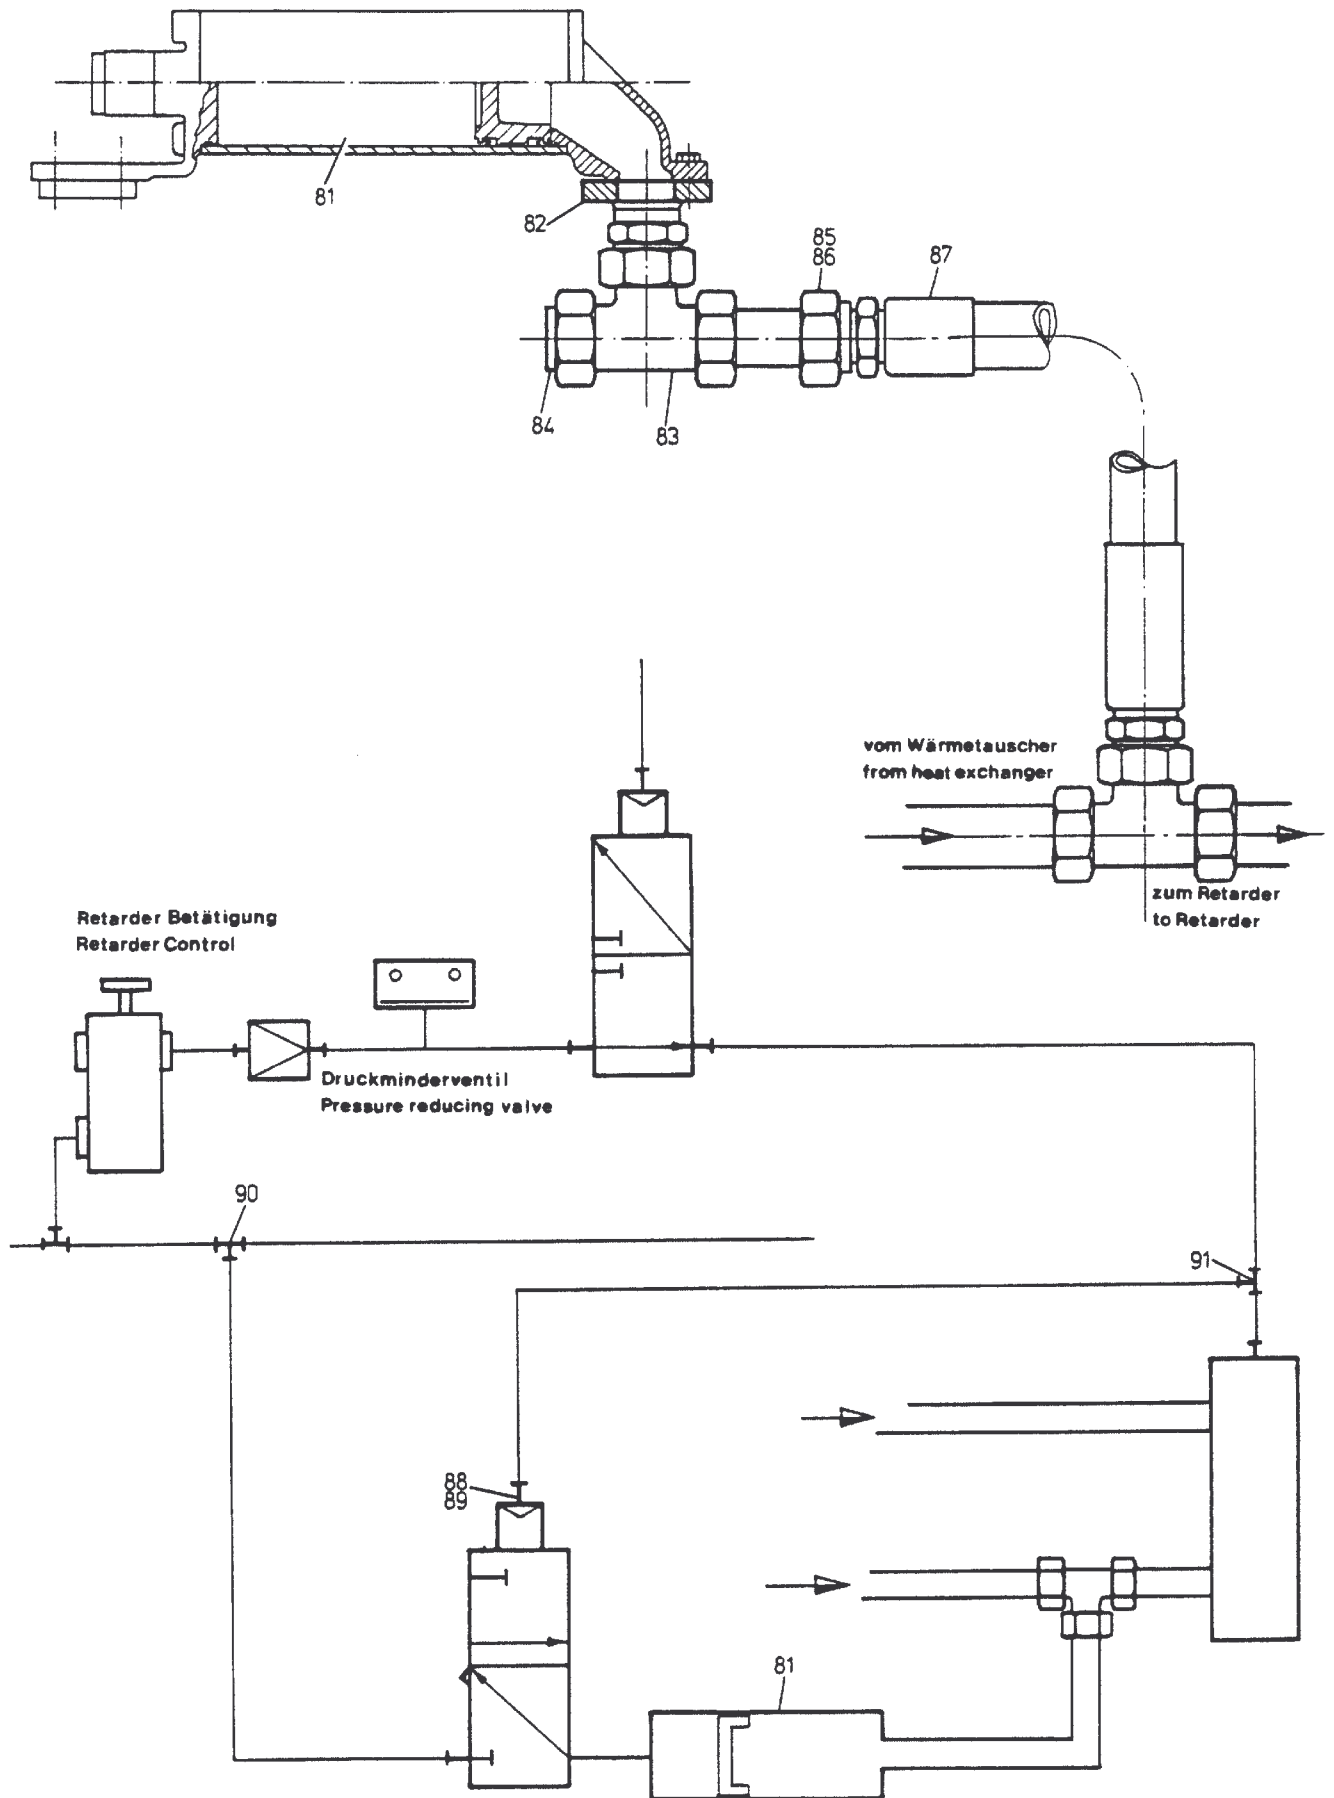 81
82
85
86
87
84
83
vom Wärmetauscher
from heat exchanger
zum Retarder
to Retarder
Retarder Betätigung
Retarder Control
Druckminderventil
Pressure reducing valve
90
91
88
89
81